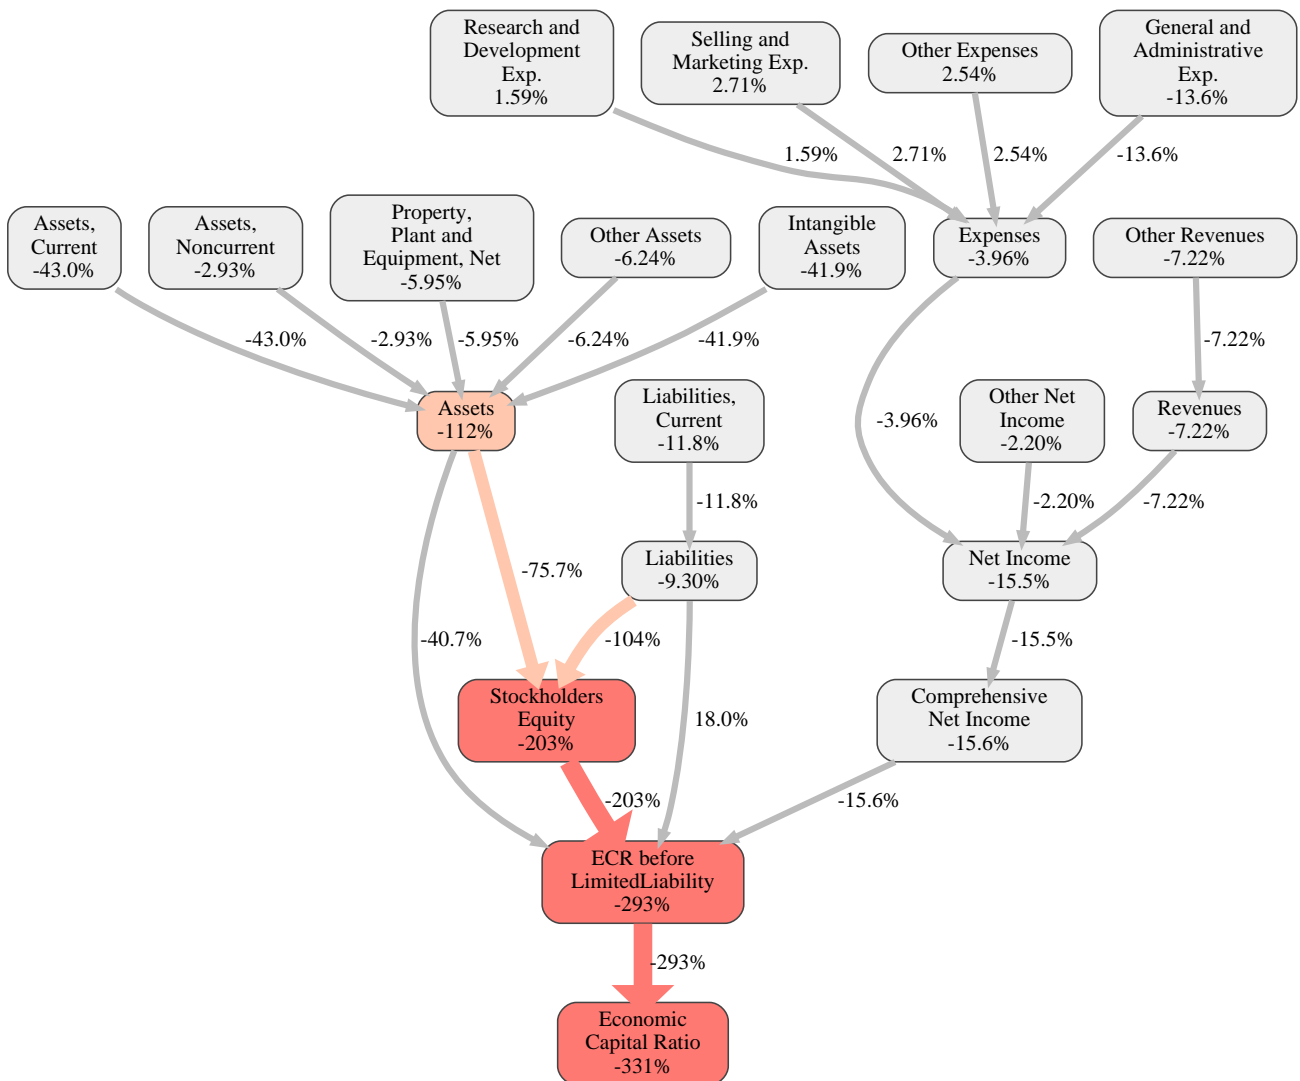 Research and
Development
Exp.
1.59%
Selling and
Marketing Exp.
2.71%
Other Expenses
2.54%
General and
Administrative
Exp.
-13.6%
1.59%
2.71%
2.54%
-13.6%
Assets,
Current
-43.0%
Assets,
Noncurrent
-2.93%
Property,
Plant and
Equipment, Net
-5.95%
Other Assets
-6.24%
Intangible
Assets
-41.9%
Expenses
-3.96%
Other Revenues
-7.22%
-43.0%
-2.93%
-5.95%
-6.24%
-41.9%
-7.22%
Assets
-112%
Liabilities,
Current
-11.8%
-3.96%
Other Net
Income
-2.20%
Revenues
-7.22%
-11.8%
-2.20%
-7.22%
-75.7%
Liabilities
-9.30%
Net Income
-15.5%
-40.7%
-104%
-15.5%
Stockholders
Equity
-203%
18.0%
Comprehensive
Net Income
-15.6%
-203%
-15.6%
ECR before
LimitedLiability
-293%
-293%
Economic
Capital Ratio
-331%